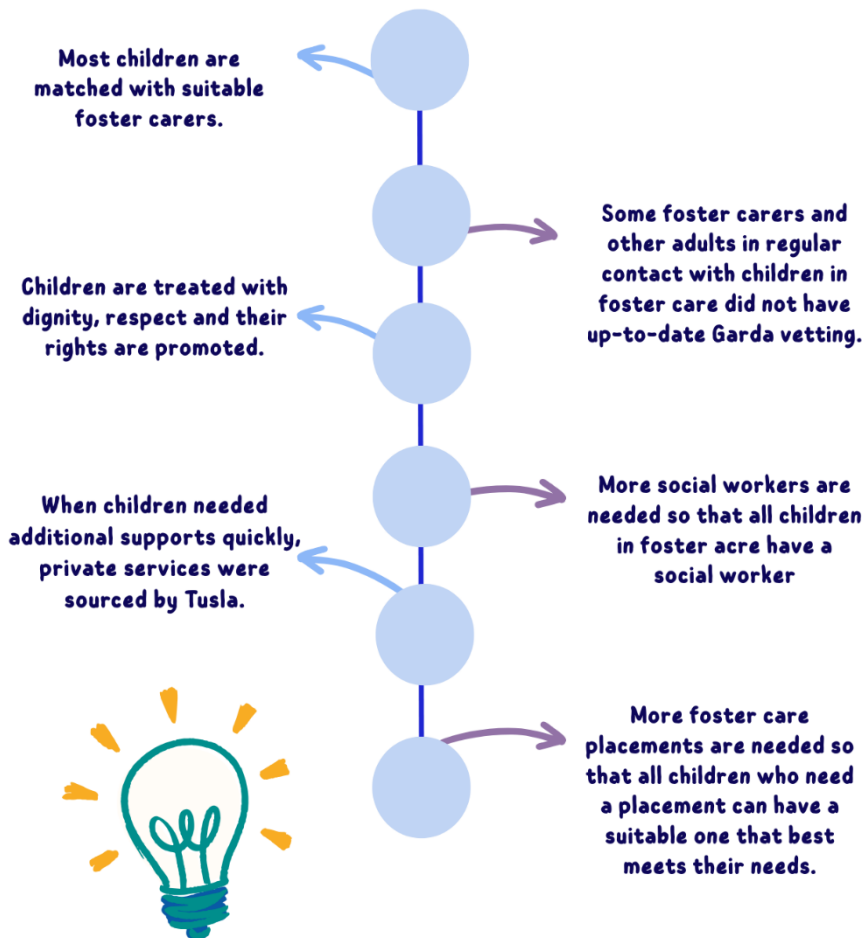 Most children are
matched with suitable
foster carers.
Some foster carers and
other adults in regular
contact with children in
foster care did not have
up-to-date Garda vetting.
Children are treated with
dignity, respect and their
rights are promoted.
More social workers are
needed so that all children
in foster acre have a
social worker
When children needed
additional supports quickly,
private services were
sourced by Tusla.
More foster care
placements are needed so
that all children who need
a placement can have a
suitable one that best
meets their needs.